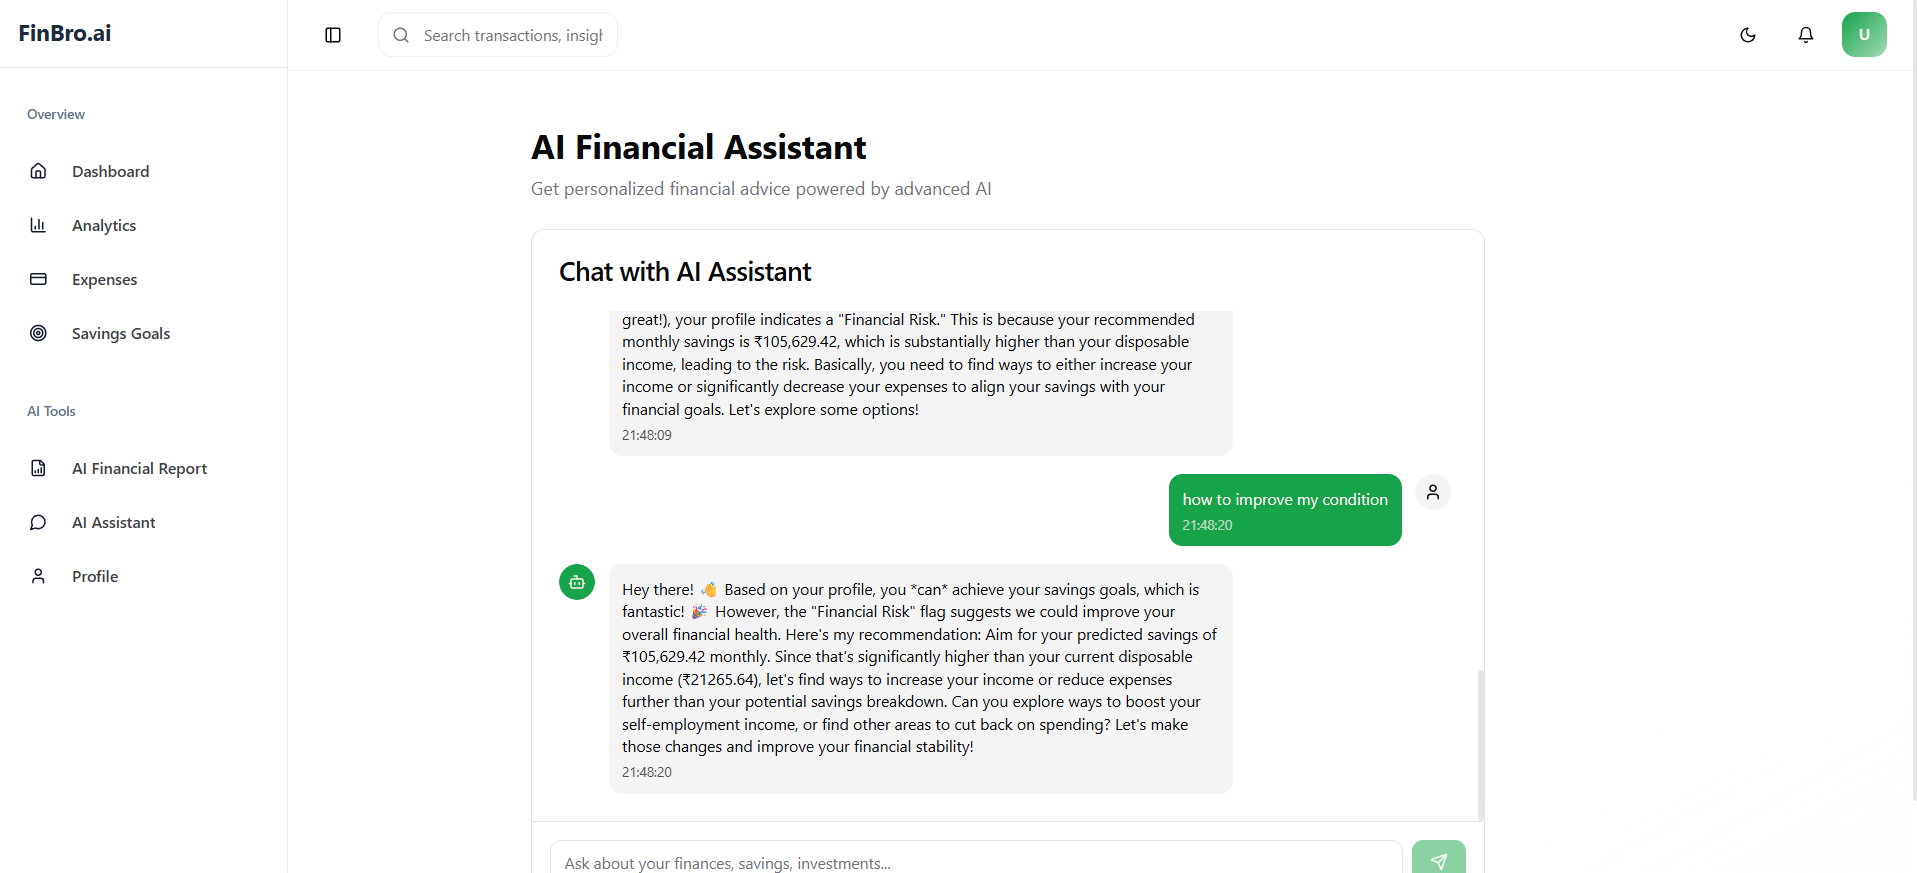 FinBro.ai
Search transactions, insigh
U
Overview
Dashboard
Analytics
Expenses
Savings Goals
AI Tools
AI Financial Report
AI Assistant
Profile
AI Financial Assistant
Get personalized financial advice powered by advanced AI
Chat with AI Assistant
great!), your profile indicates a "Financial Risk." This is because your recommended
monthly savings is ₹105,629.42, which is substantially higher than your disposable
income, leading to the risk. Basically, you need to find ways to either increase your
income or significantly decrease your expenses to align your savings with your
financial goals. Let's explore some options!
21:48:09
how to improve my condition
21:48:20
Hey there! 👋 Based on your profile, you *can* achieve your savings goals, which is
fantastic! 🎉 However, the "Financial Risk" flag suggests we could improve your
overall financial health. Here's my recommendation: Aim for your predicted savings of
₹105,629.42 monthly. Since that's significantly higher than your current disposable
income (₹21265.64), let's find ways to increase your income or reduce expenses
further than your potential savings breakdown. Can you explore ways to boost your
self-employment income, or find other areas to cut back on spending? Let's make
those changes and improve your financial stability!
21:48:20
Ask about your finances, savings, investments...